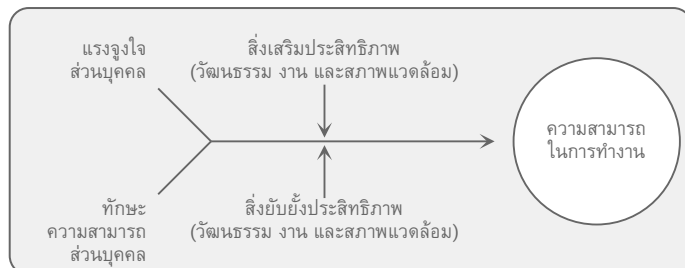 แรงจูงใจ
ส่วนบุคคล
สิ่งเสริมประสิทธิภาพ
(วัฒนธรรม งาน และสภาพแวดล้อม)
ความสามารถ
ในการทำงาน
ทักษะ
ความสามารถ
ส่วนบุคคล
สิ่งยับยั้งประสิทธิภาพ
(วัฒนธรรม งาน และสภาพแวดล้อม)